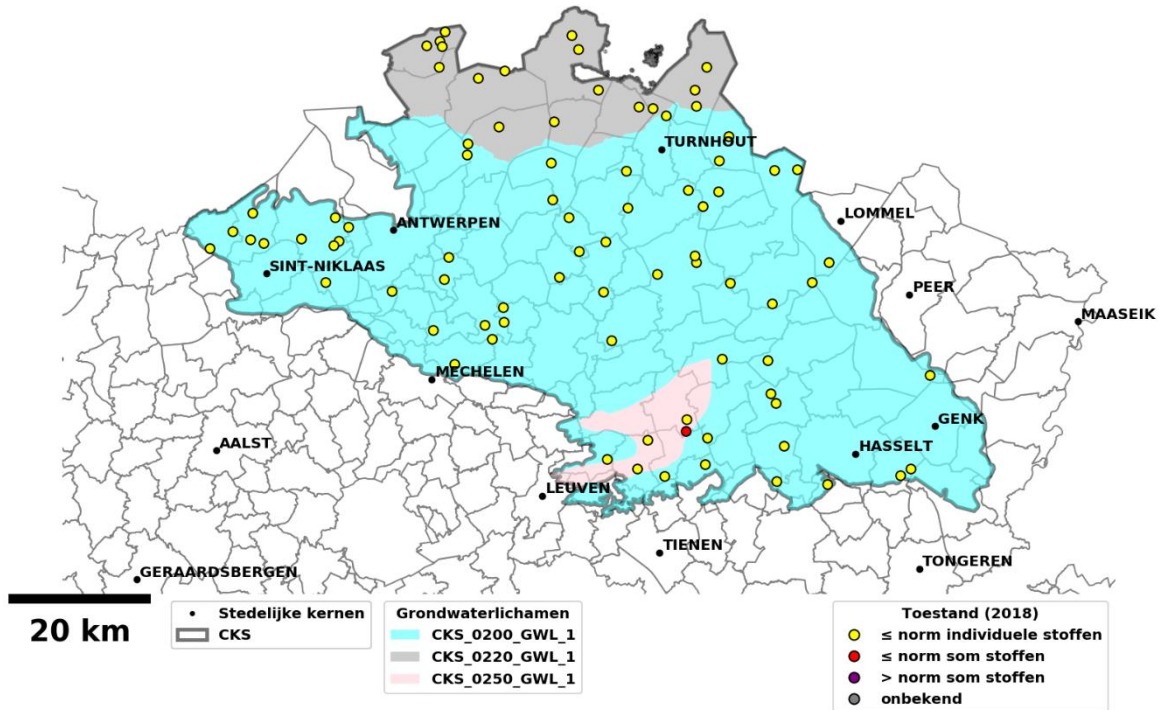 TURNHOUT
LOMMEL
ANTWERPEN
SINT-NIKLAAS
PEER
MAASEIK
MECHELEN
GENK
AALST
HASSELT
LEUVEN
TIENEN
TONGEREN
GERAARDSBERGEN
20 km
Stedelijke kernen
CKS
Grondwaterlichamen
CKS_0200_GWL_1
CKS_0220_GWL_1
CKS_0250_GWL_1
Toestand (2018)
≤ norm individuele stoffen
≤ norm som stoffen
> norm som stoffen
onbekend